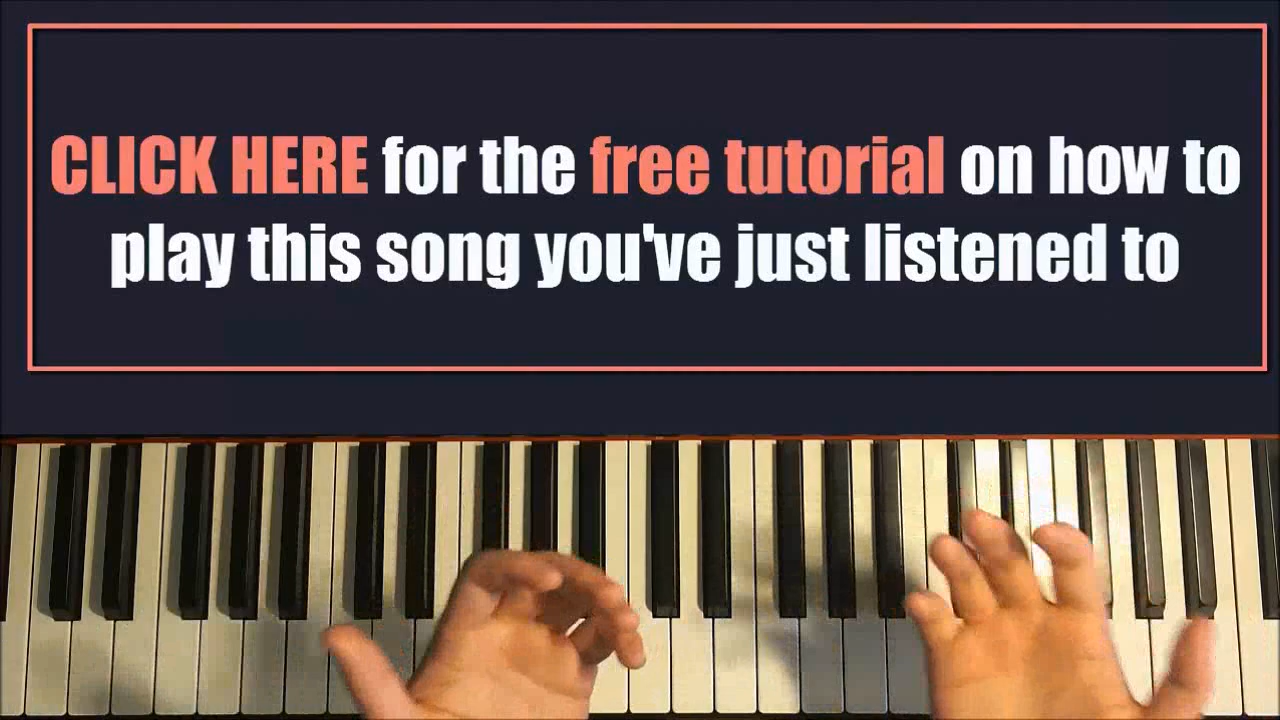 CLICK HERE for the free tutorial on how to
play this song you've just listened to